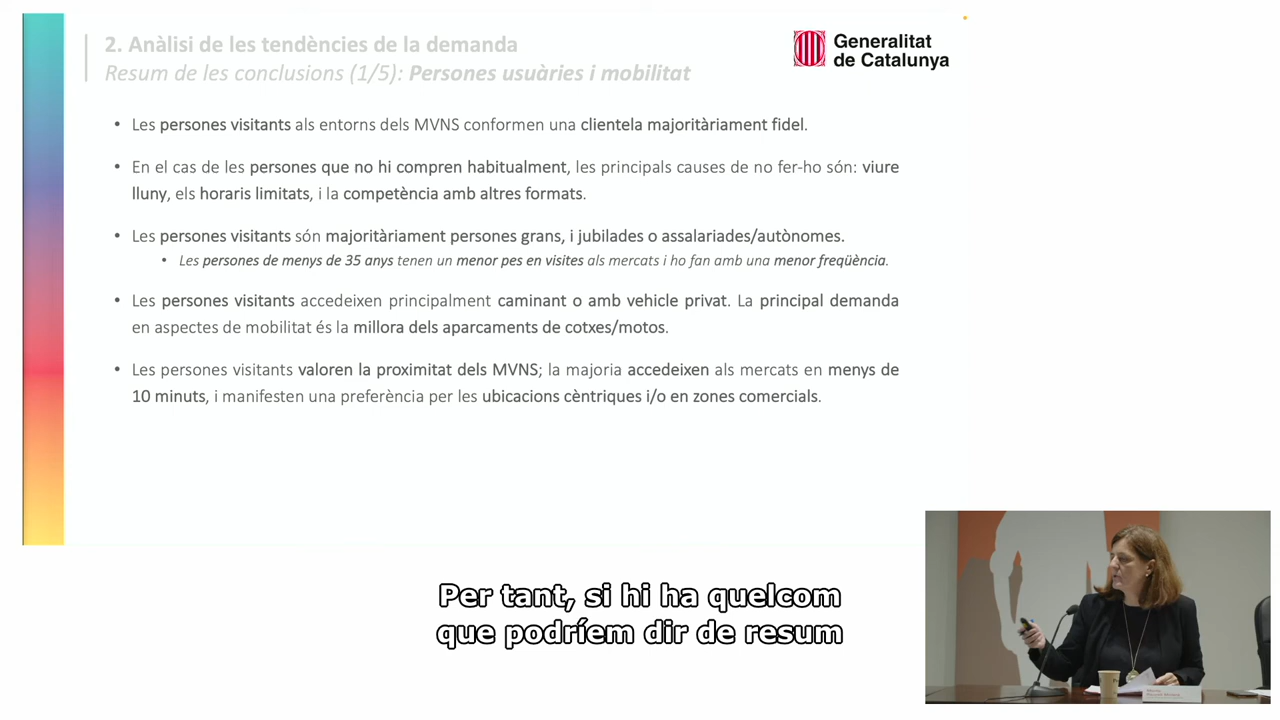 2. Anàlisi de les tendències de la demanda
Resum de les conclusions (1/5): Persones usuàries i mobilitat
Generalitat
de Catalunya
• Les persones visitants als entorns dels MVNS conformen una clientela majoritàriament fidel.
• En el cas de les persones que no hi compren habitualment, les principals causes de no fer-ho són: viure
lluny, els horaris limitats, i la competència amb altres formats.
• Les persones visitants són majoritàriament persones grans, i jubilades o assalariades/autònomes.
• Les persones de menys de 35 anys tenen un menor pes en visites als mercats i ho fan amb una menor freqüència.
• Les persones visitants accedeixen principalment caminant o amb vehicle privat. La principal demanda
en aspectes de mobilitat és la millora dels aparcaments de cotxes/motos.
• Les persones visitants valoren la proximitat dels MVNS; la majoria accedeixen als mercats en menys de
10 minuts, i manifesten una preferència per les ubicacions cèntriques i/o en zones comercials.
Per tant, si hi ha quelcom
que podríem dir de resum